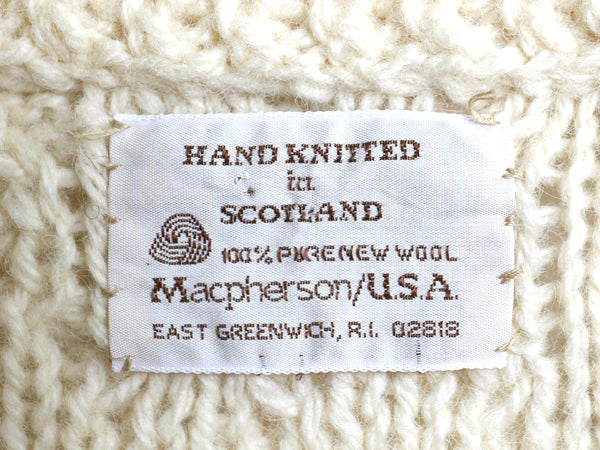 HAND KNITTED
in
SCOTLAND
100% PURE NEW WOOL
Macpherson/U.S.A.
EAST GREENWICH, R.I. 02818